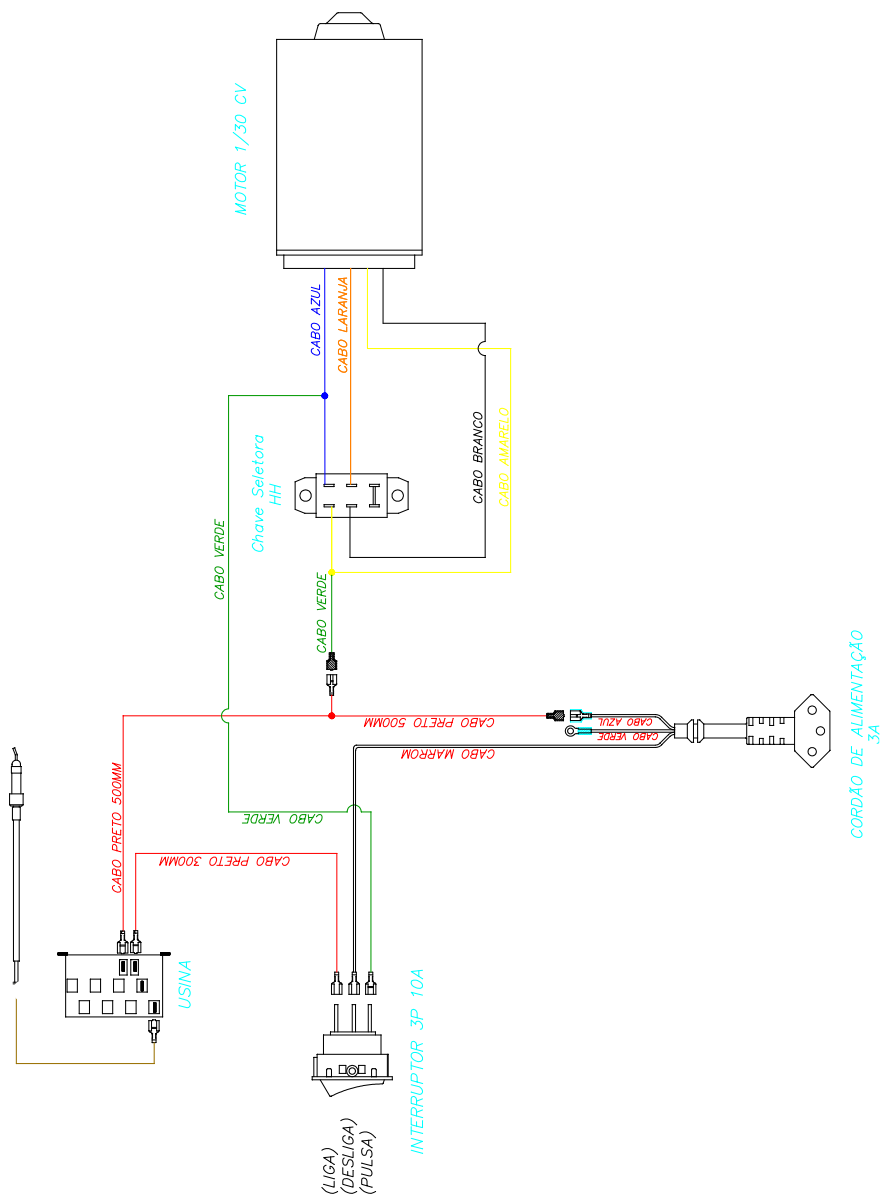 MOTOR 1/30 CV
CABO AZUL
CABO LARANJA
Chave Seletora
HH
CABO BRANCO
CABO AMARELO
CABO VERDE
CABO VERDE
CABO PRETO 500MM
CABO AZUL
CABO VERDE
CABO MARROM
CORDÃO DE ALIMENTAÇÃO
3A
CABO PRETO 500MM
CABO VERDE
CABO PRETO 300MM
USINA
INTERRUPTOR 3P 10A
(LIGA)
(DESLIGA)
(PULSA)